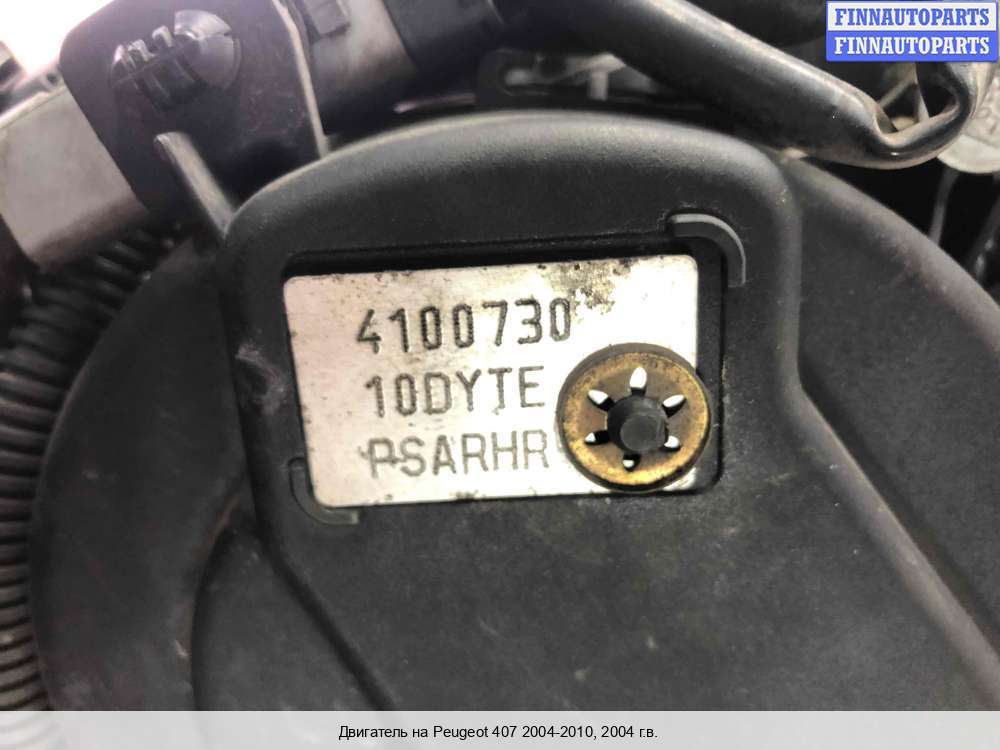 FINNAUTOPARTS
FINNAUTOPARTS
4100730
10DYTE
PSARHR
Двигатель на Peugeot 407 2004-2010, 2004 г.в.